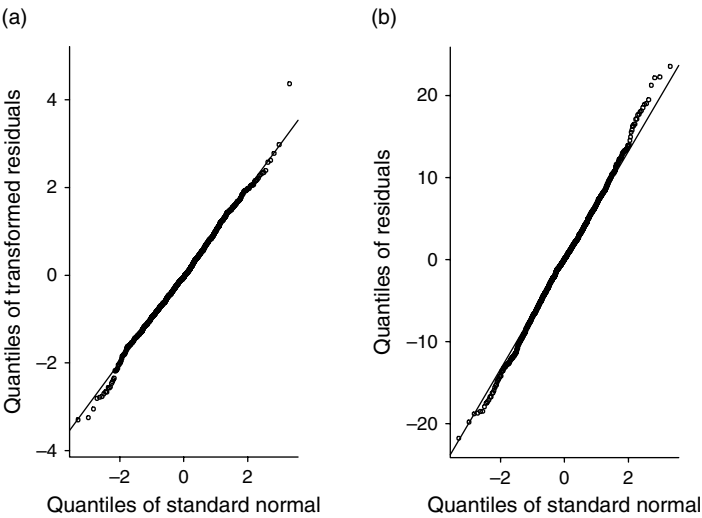 (a)
Quantiles of transformed residuals
4
2
0
−2
−4
−2 0 2
Quantiles of standard normal
(b)
Quantiles of residuals
20
10
0
−10
−20
−2 0 2
Quantiles of standard normal